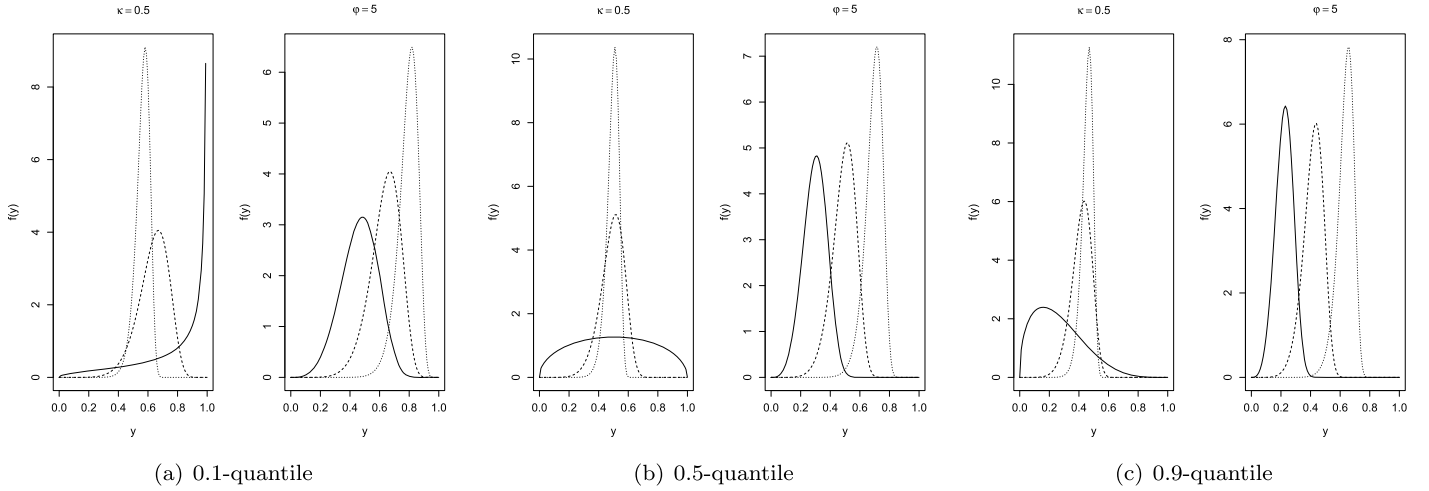 κ = 0.5
f(y)
0 2 4 6 8
0.0 0.2 0.4 0.6 0.8 1.0
y
φ = 5
f(y)
0 1 2 3 4 5 6
0.0 0.2 0.4 0.6 0.8 1.0
y
(a) 0.1-quantile
κ = 0.5
f(y)
0 2 4 6 8 10
0.0 0.2 0.4 0.6 0.8 1.0
y
φ = 5
f(y)
0 1 2 3 4 5 6 7
0.0 0.2 0.4 0.6 0.8 1.0
y
(b) 0.5-quantile
κ = 0.5
f(y)
0 2 4 6 8 10
0.0 0.2 0.4 0.6 0.8 1.0
y
φ = 5
f(y)
0 2 4 6 8
0.0 0.2 0.4 0.6 0.8 1.0
y
(c) 0.9-quantile